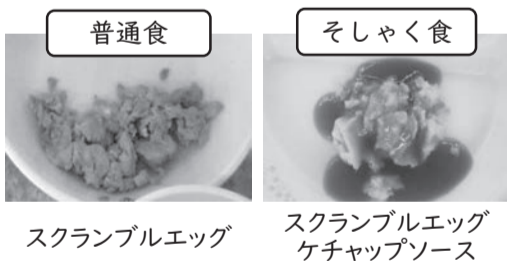 普通食
そしゃく食
スクランブルエッグ
スクランブルエッグ
ケチャップソース